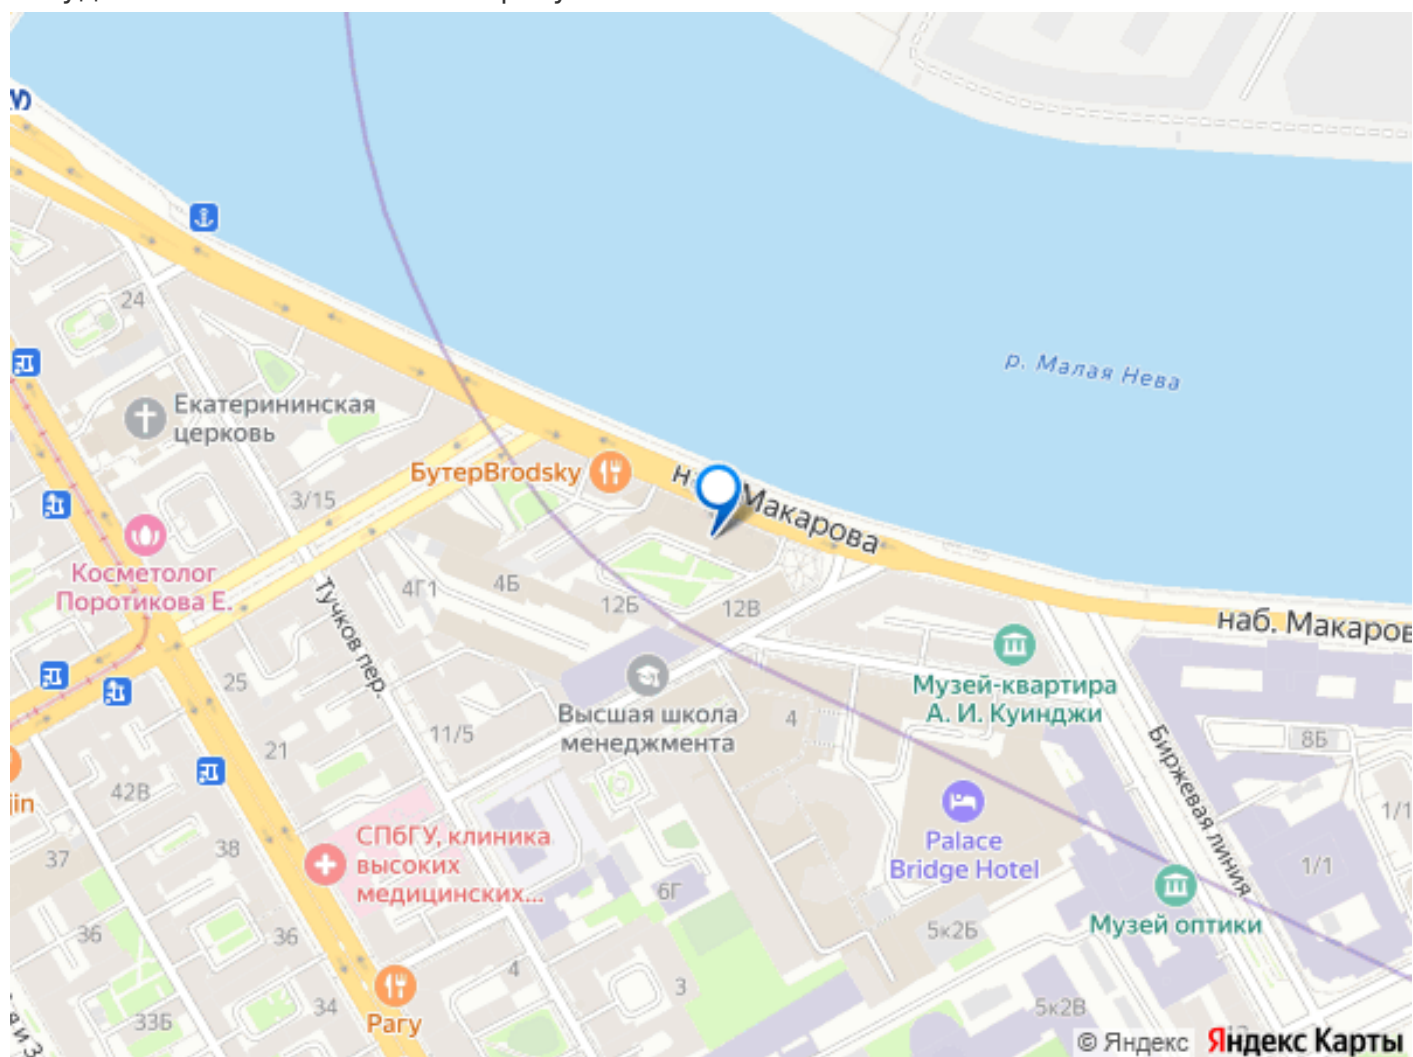 24
р. Малая Нева
Екатерининская
церковь
БутерBrodsky
Макарова
3/15
Косметолог
Поротикова Е.
4Г1
4Б
12Б
12В
наб. Макаров
Тучков пер.
25
Музей-квартира
А. И. Куинджи
Высшая школа
менеджмента
4
11/5
21
Биржевая линия
8Б
42В
jin
1/1
Palace
Bridge Hotel
СПбГУ, клиника
высоких
медицинских...
38
37
1/1
6Г
Музей оптики
5к2Б
36
36
4
3
34
33Б
Рагу
5к2В
© Яндекс
Яндекс Карты